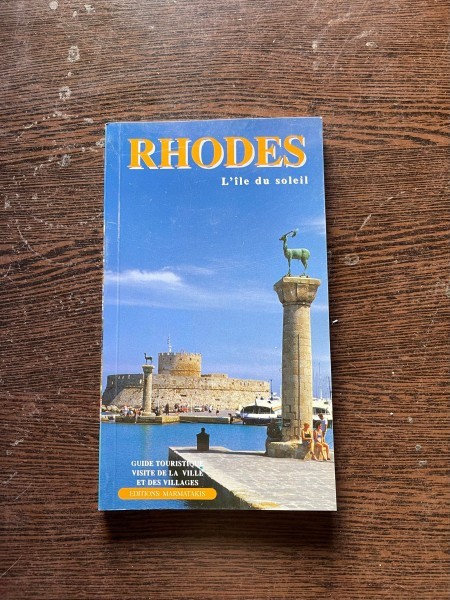 RHODES
L'île du soleil
GUIDE TOURISTIQUE
VISITE DE LA VILLE
ET DES VILLAGES
EDITIONS MARMATAKIS